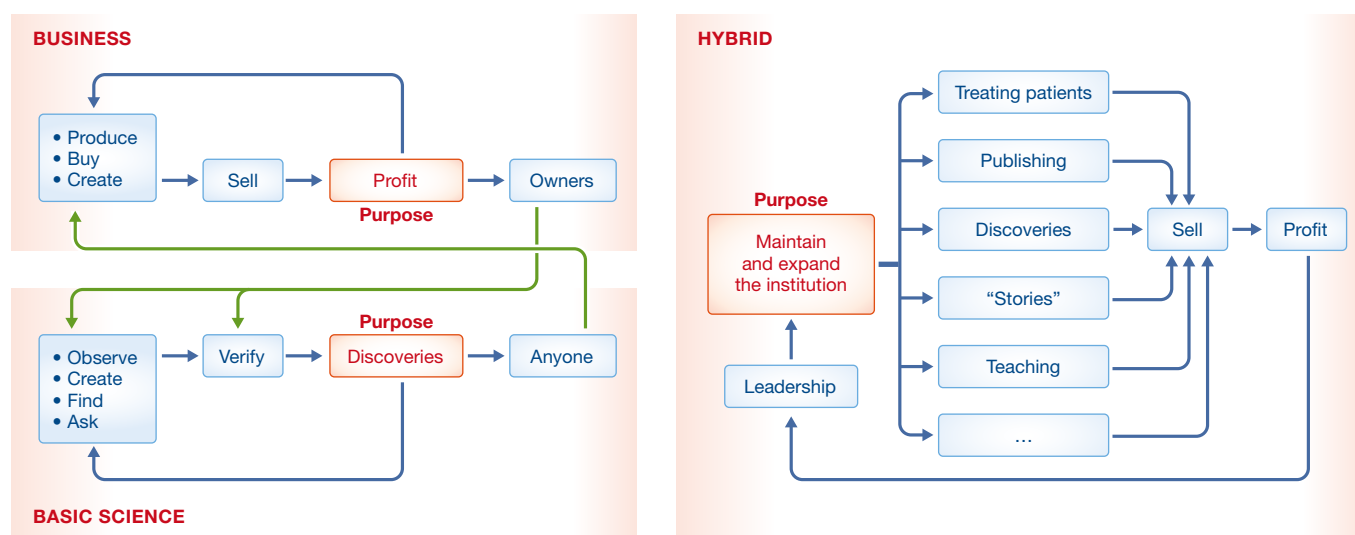 BUSINESS
• Produce
• Buy
• Create
Sell
Profit
Purpose
Owners
Purpose
• Observe
• Create
• Find
• Ask
Verify
Discoveries
Anyone
BASIC SCIENCE
HYBRID
Purpose
Maintain
and expand
the institution
Leadership
Treating patients
Publishing
Discoveries
“Stories”
Teaching
...
Sell
Profit